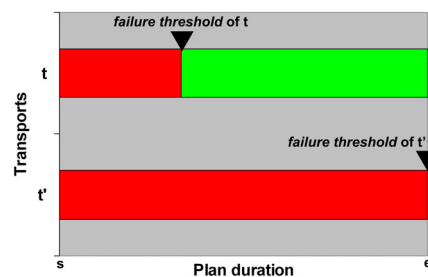 failure threshold of t
t
failure threshold of t'
t'
Transports
s
e
Plan duration